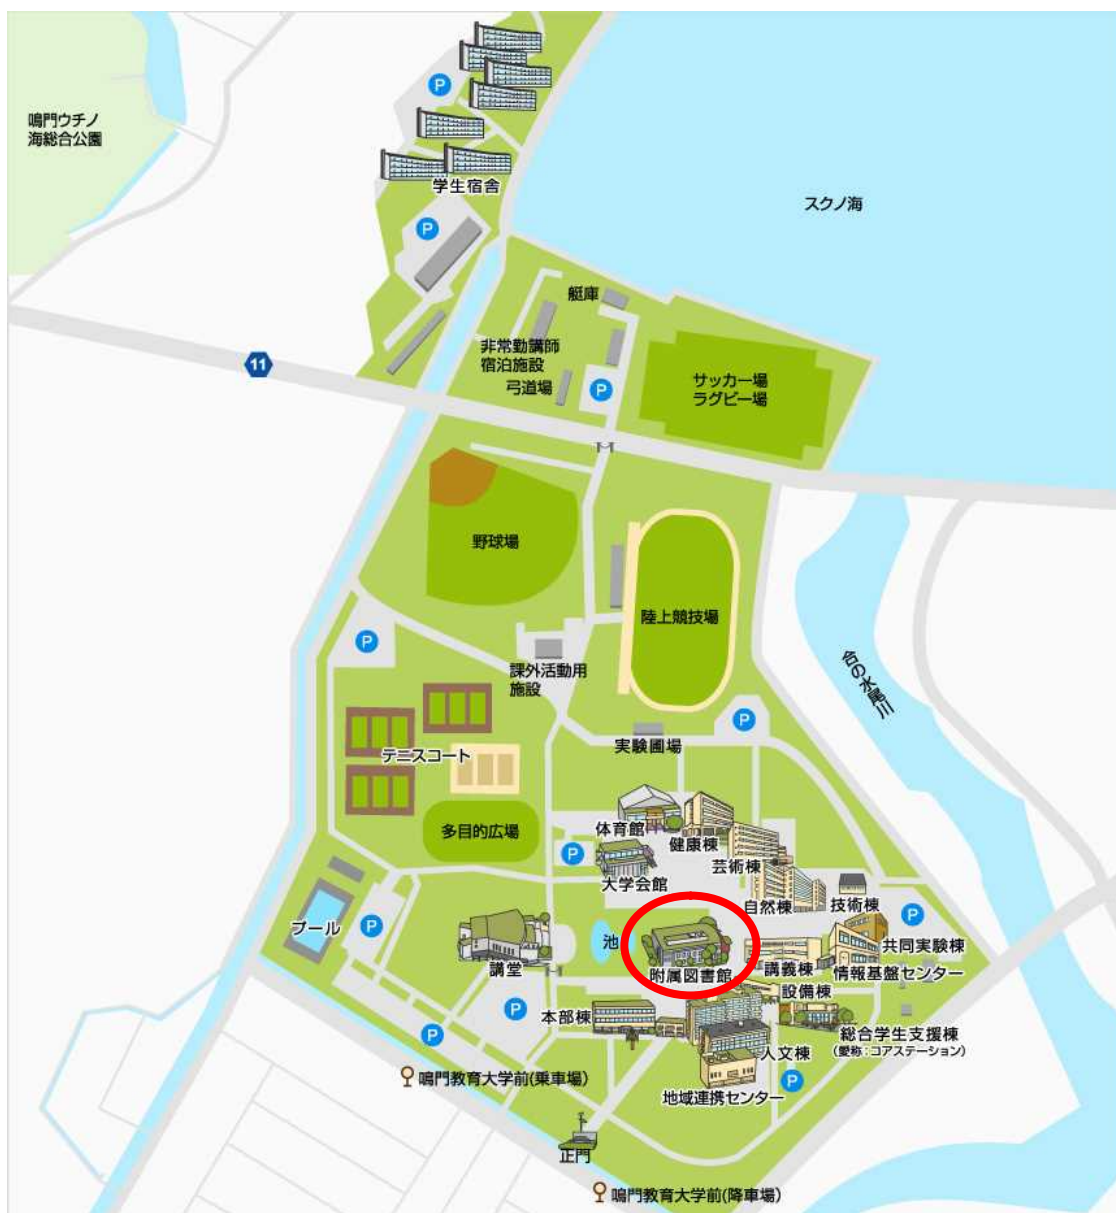 P
鳴門ウチノ
海総合公園
学生宿舎
スクノ海
P
艇庫
非常勤講師
宿泊施設
11
弓道場
P
サッカー場
ラグビー場
野球場
陸上競技場
P
課外活動用
施設
合の水尾川
P
実験圃場
テニスコート
多目的広場
体育館
健康棟
P
芸術棟
大学会館
自然棟
技術棟
P
プール
P
講堂
池
附属図書館
講義棟
共同実験棟
情報基盤センター
設備棟
P
本部棟
P
総合学生支援棟
(愛称:コアステーション)
人文棟
鳴門教育大学前(乗車場)
P
地域連携センター
正門
鳴門教育大学前(降車場)